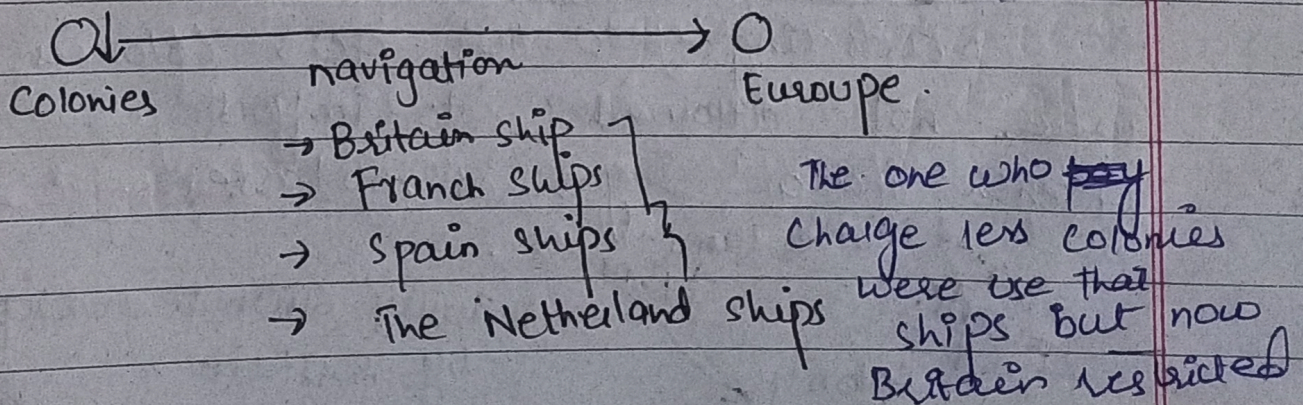 navigation
Colonies
Euroupe.
→ Britain ship
→ Franch ships
→ Spain ships
→ The Netherland ships
The one who
charge less colonies
were use that
ships but now
Britain restricted